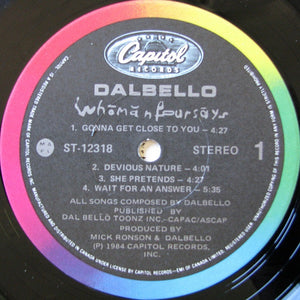 Capitol
RECORDS
DALBELLO
whōmānfoursāys
1. GONNA GET CLOSE TO YOU – 4:27
ST-12318
STEREO
1
2. DEVIOUS NATURE – 4:01
3. SHE PRETENDS – 4:27
4. WAIT FOR AN ANSWER – 5:35
ALL SONGS COMPOSED BY DALBELLO
PUBLISHED BY
DAL BELLO TOONZ INC.-CAPAC/ASCAP
PRODUCED BY
MICK RONSON & DALBELLO
Ⓟ 1984 CAPITOL RECORDS,
INC.